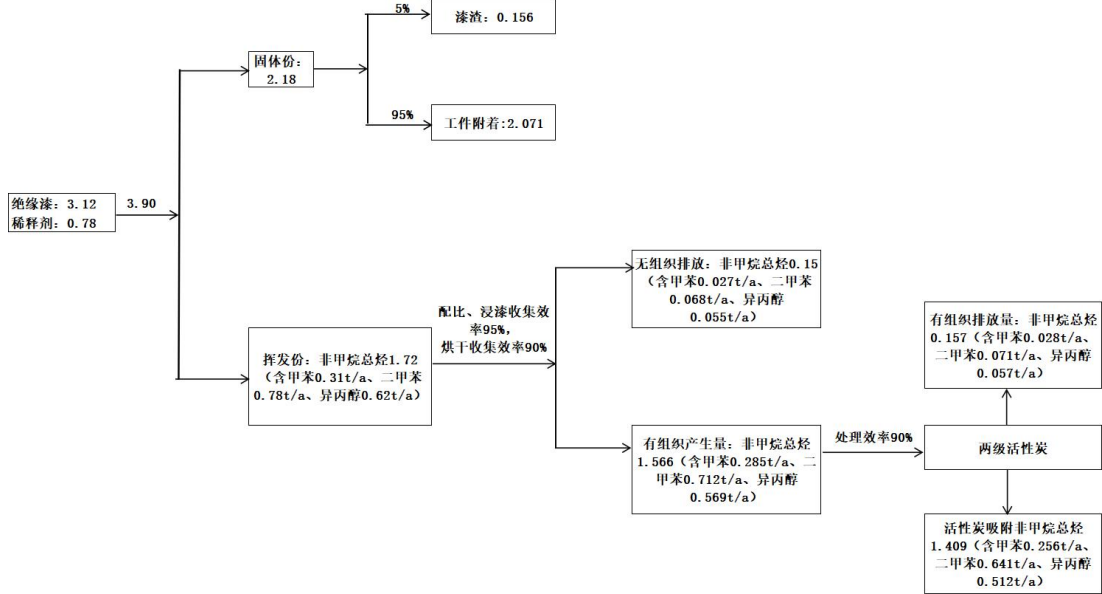 5%
漆渣：0.156
固体份：
2.18
95%
工件附着:2.071
绝缘漆：3.12
稀释剂：0.78
3.90
无组织排放：非甲烷总烃0.15
（含甲苯0.027t/a、二甲苯
0.068t/a、异丙醇
0.055t/a）
配比、浸漆收集效
率95%，
烘干收集效率90%
挥发份：非甲烷总烃1.72
（含甲苯0.31t/a、二甲苯
0.78t/a、异丙醇0.62t/a）
有组织产生量：非甲烷总烃
1.566（含甲苯0.285t/a、二
甲苯0.712t/a、异丙醇
0.569t/a）
处理效率90%
有组织排放量：非甲烷总烃
0.157（含甲苯0.028t/a、
二甲苯0.071t/a、异丙醇
0.057t/a）
两级活性炭
活性炭吸附非甲烷总烃
1.409（含甲苯0.256t/a、
二甲苯0.641t/a、异丙醇
0.512t/a）